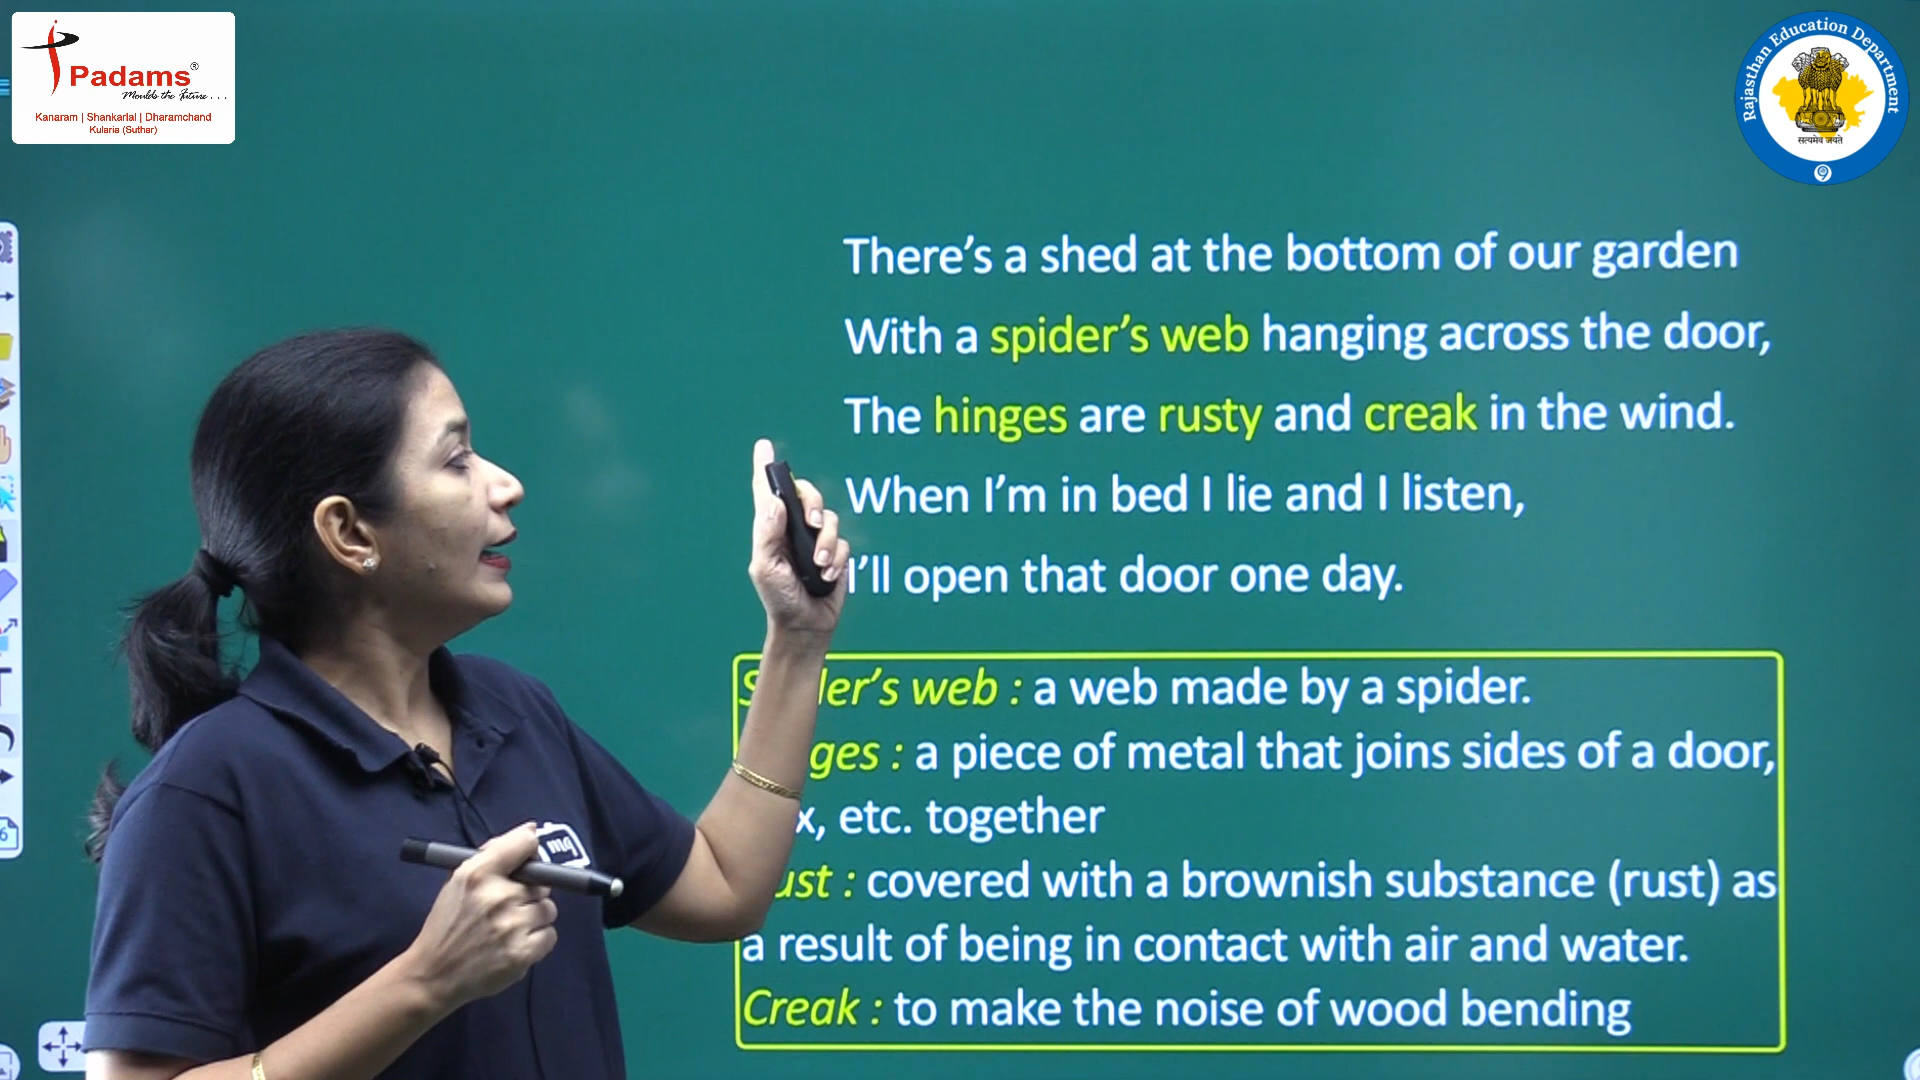 Padams®
Moulds the Future . . .
Kanaram | Shankarlal | Dharamchand
Kularia (Suthar)
Rajasthan Education Department
सत्यमेव जयते
There’s a shed at the bottom of our garden
With a spider’s web hanging across the door,
The hinges are rusty and creak in the wind.
When I’m in bed I lie and I listen,
I’ll open that door one day.
ler’s web : a web made by a spider.
ges : a piece of metal that joins sides of a door,
x, etc. together
ust : covered with a brownish substance (rust) as
a result of being in contact with air and water.
Creak : to make the noise of wood bending
mg